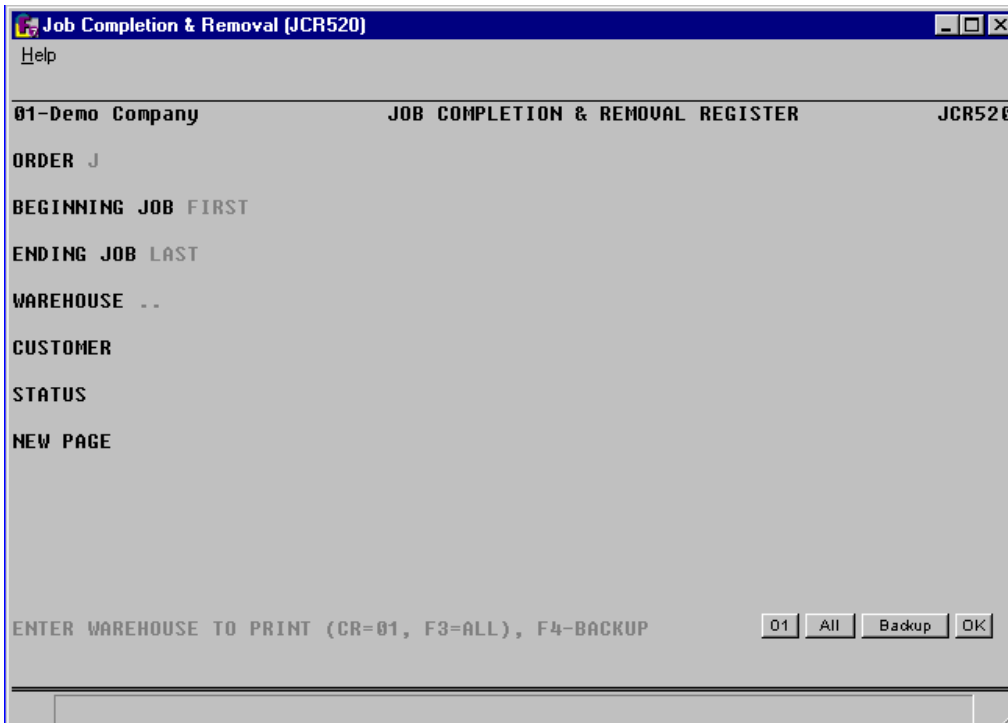 Job Completion & Removal (JCR520)
Help
01-Demo Company JOB COMPLETION & REMOVAL REGISTER JCR520
ORDER J
BEGINNING JOB FIRST
ENDING JOB LAST
WAREHOUSE ..
CUSTOMER
STATUS
NEW PAGE
ENTER WAREHOUSE TO PRINT (CR=01, F3=ALL), F4-BACKUP 01 All Backup OK